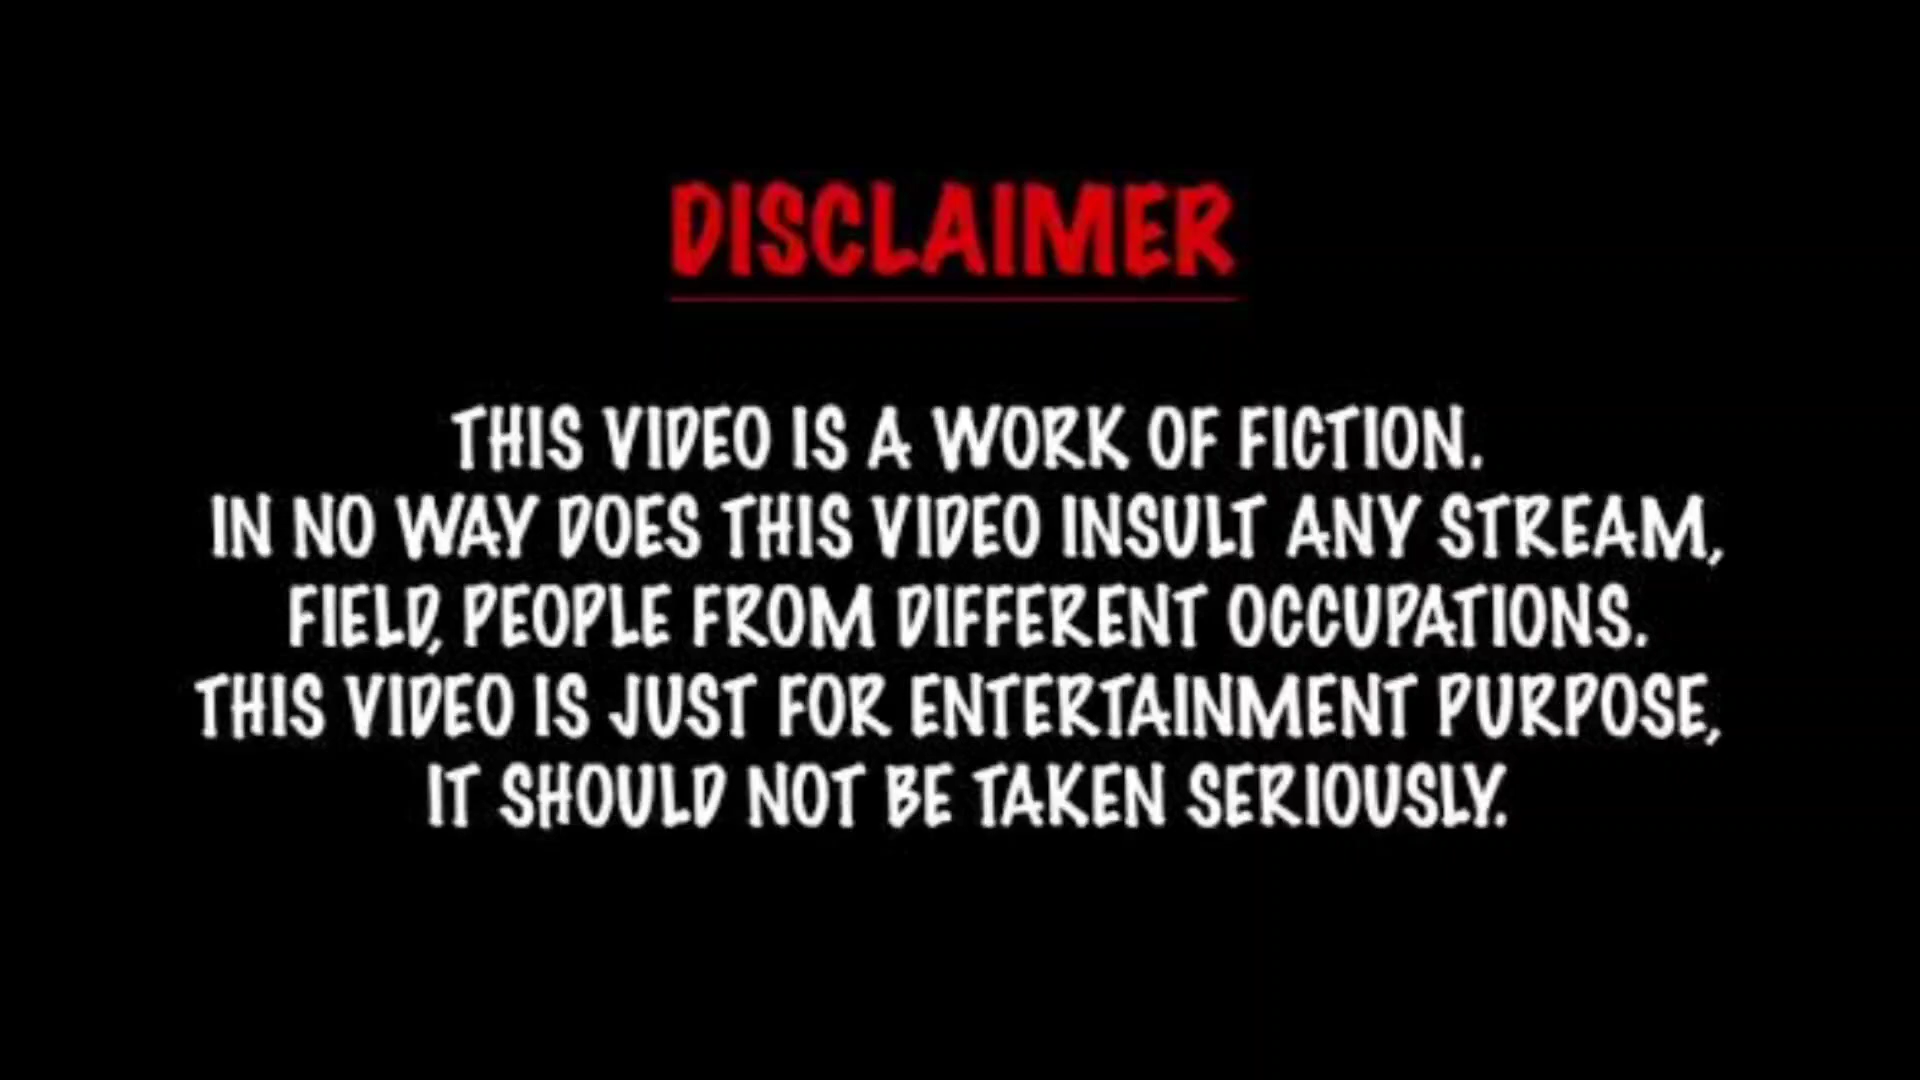 DISCLAIMER
THIS VIDEO IS A WORK OF FICTION.
IN NO WAY DOES THIS VIDEO INSULT ANY STREAM,
FIELD, PEOPLE FROM DIFFERENT OCCUPATIONS.
THIS VIDEO IS JUST FOR ENTERTAINMENT PURPOSE,
IT SHOULD NOT BE TAKEN SERIOUSLY.